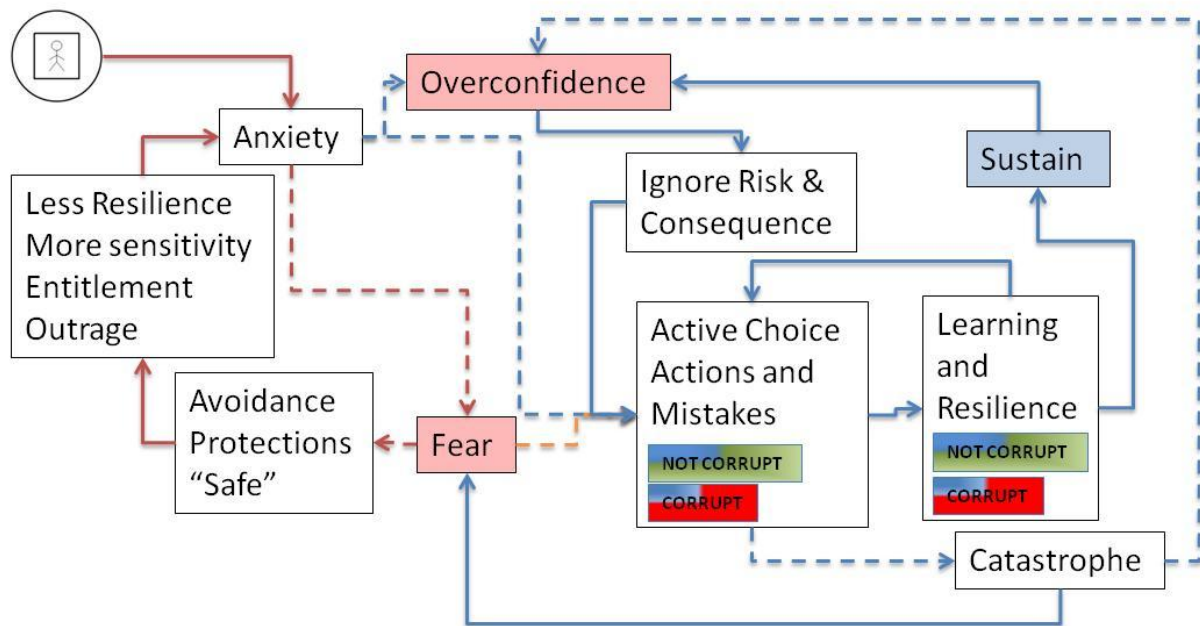 Overconfidence
Anxiety
Sustain
Ignore Risk &
Consequence
Less Resilience
More sensitivity
Entitlement
Outrage
Active Choice
Actions and
Mistakes
NOT CORRUPT
CORRUPT
Learning
and
Resilience
NOT CORRUPT
CORRUPT
Avoidance
Protections
“Safe”
Fear
Catastrophe